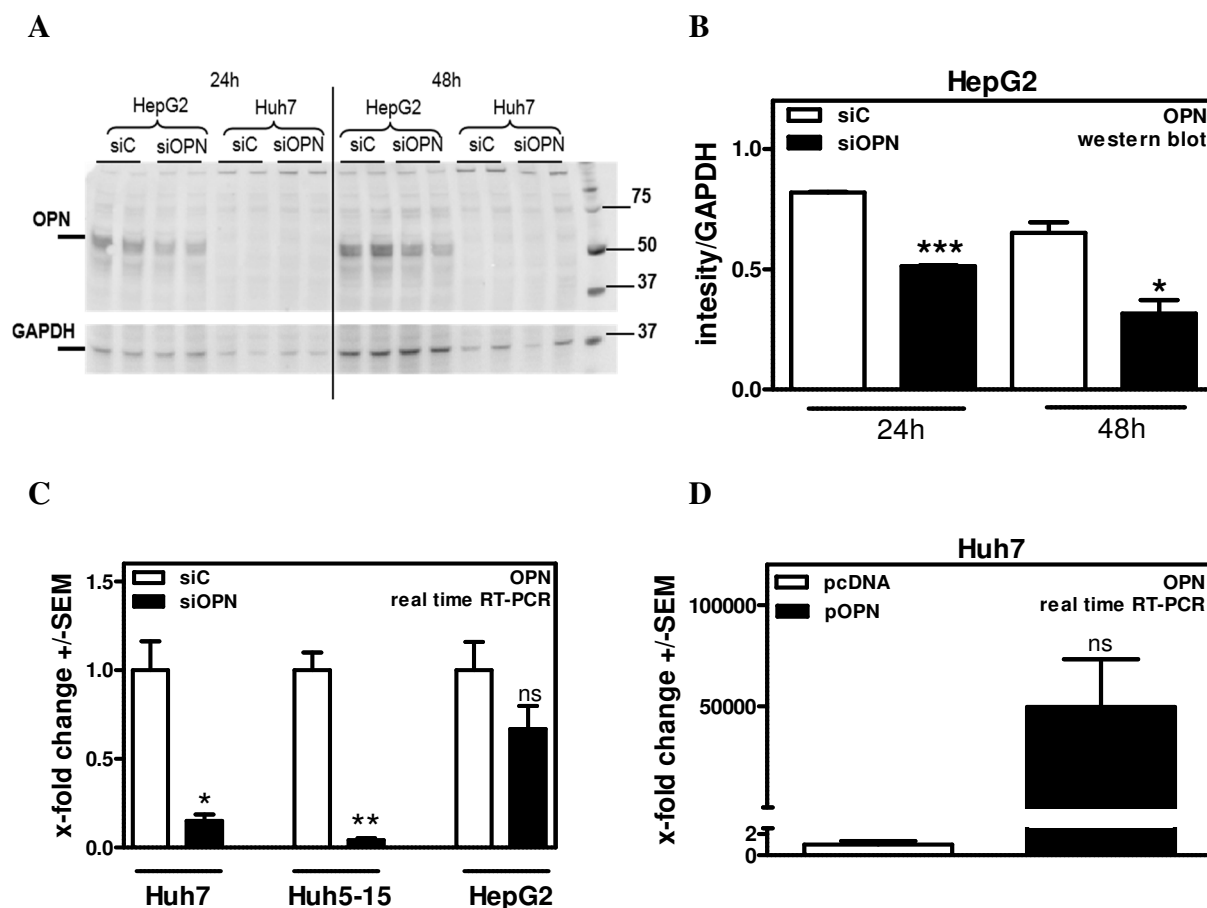 A
24h 48h
HepG2 Huh7 HepG2 Huh7
siC siOPN siC siOPN siC siOPN siC siOPN
OPN
75
50
37
GAPDH
37
B
HepG2
siC
siOPN
OPN
western blot
intesity/GAPDH
1.0
0.5
0.0
***
*
24h 48h
C
siC
siOPN
OPN
real time RT-PCR
x-fold change +/-SEM
1.5
1.0
0.5
0.0
*
**
ns
Huh7 Huh5-15 HepG2
D
Huh7
pcDNA
pOPN
OPN
real time RT-PCR
x-fold change +/-SEM
100000
50000
2
0
ns